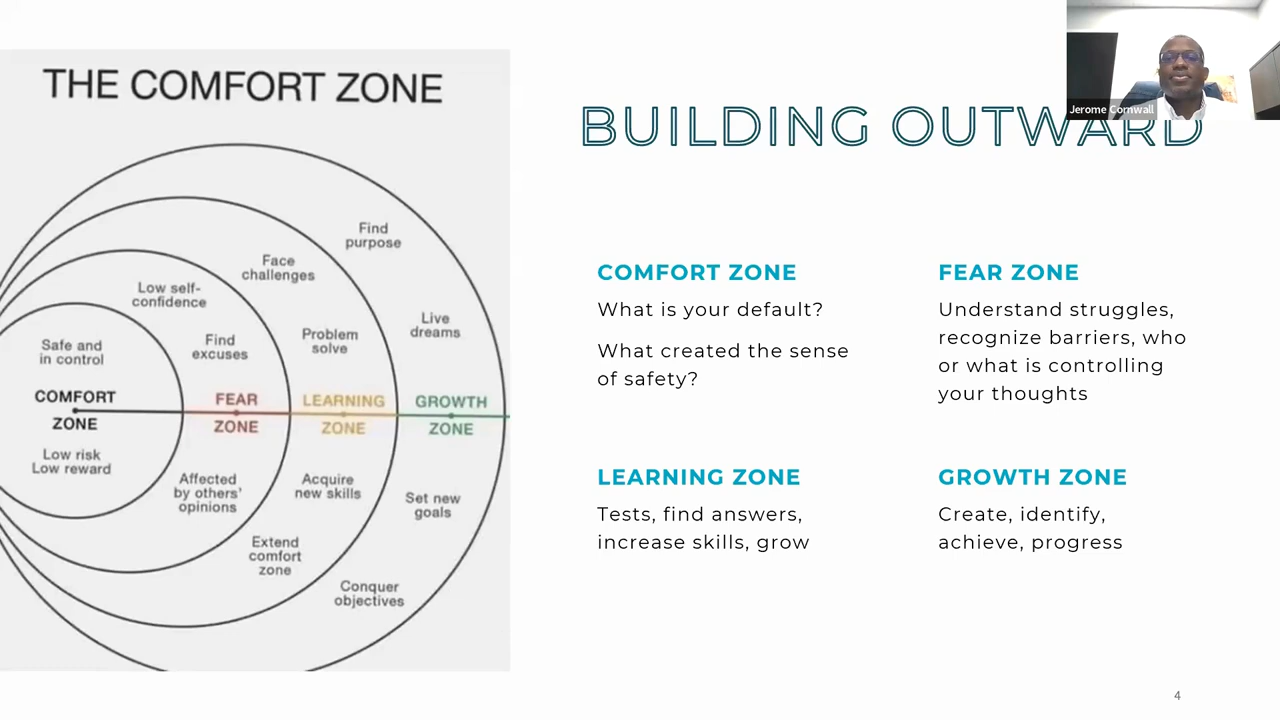 THE COMFORT ZONE
Find
purpose
Face
challenges
Low self-
confidence
Live
dreams
Problem
solve
Find
excuses
Safe and
in control
COMFORT
ZONE
FEAR
ZONE
LEARNING
ZONE
GROWTH
ZONE
Low risk
Low reward
Affected
by others'
opinions
Acquire
new skills
Set new
goals
Extend
comfort
zone
Conquer
objectives
Jerome Cornwall
BUILDING OUTWARD
COMFORT ZONE
What is your default?
What created the sense
of safety?
FEAR ZONE
Understand struggles,
recognize barriers, who
or what is controlling
your thoughts
LEARNING ZONE
Tests, find answers,
increase skills, grow
GROWTH ZONE
Create, identify,
achieve, progress
4